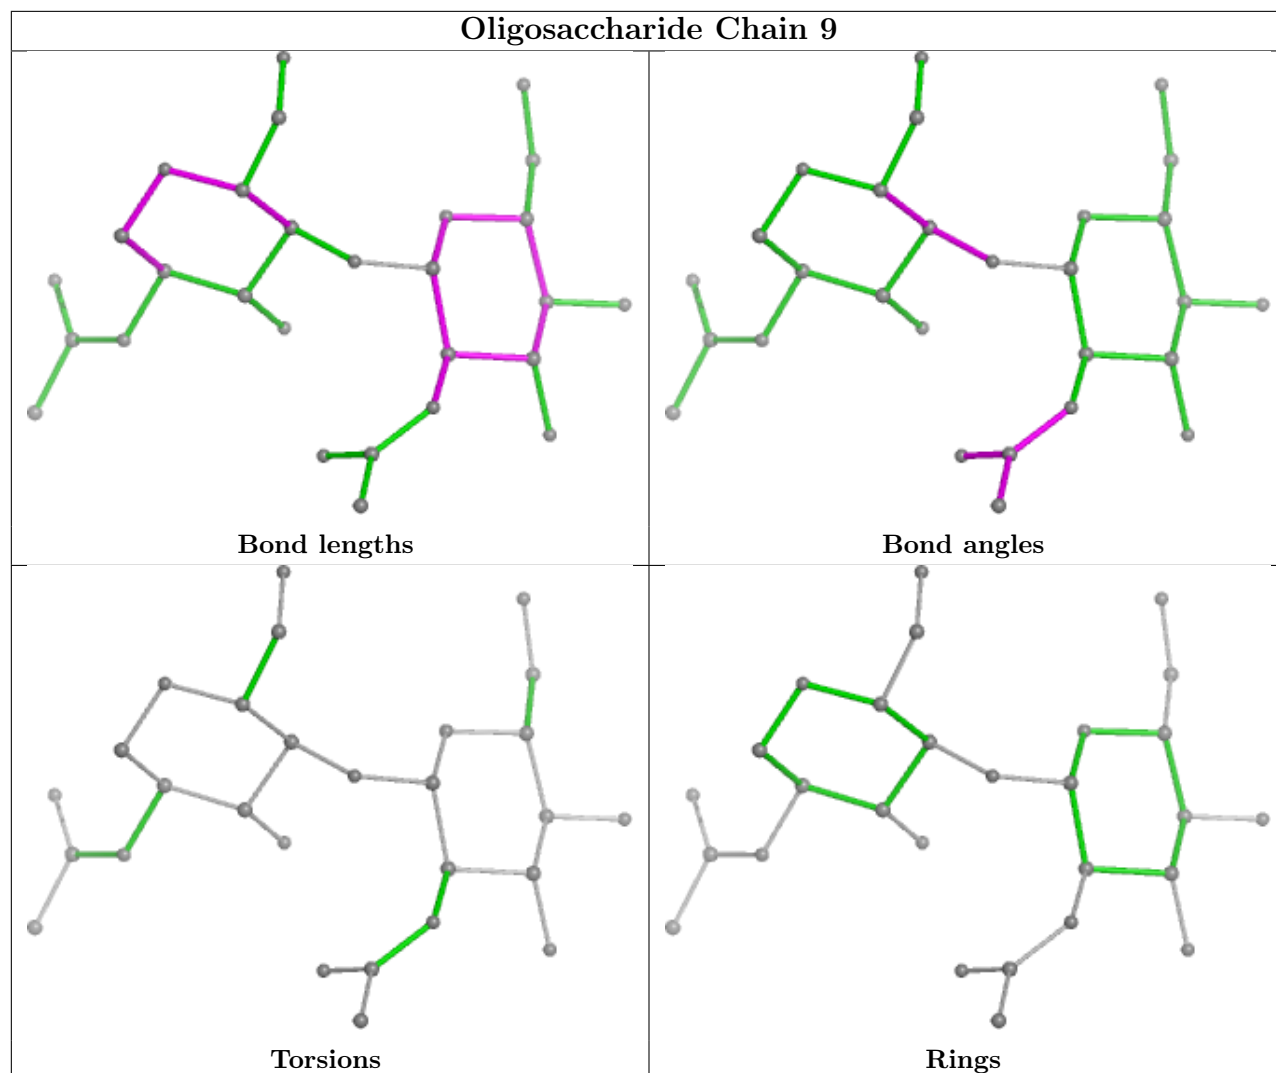 Oligosaccharide Chain 9
Bond lengths
Bond angles
Torsions
Rings